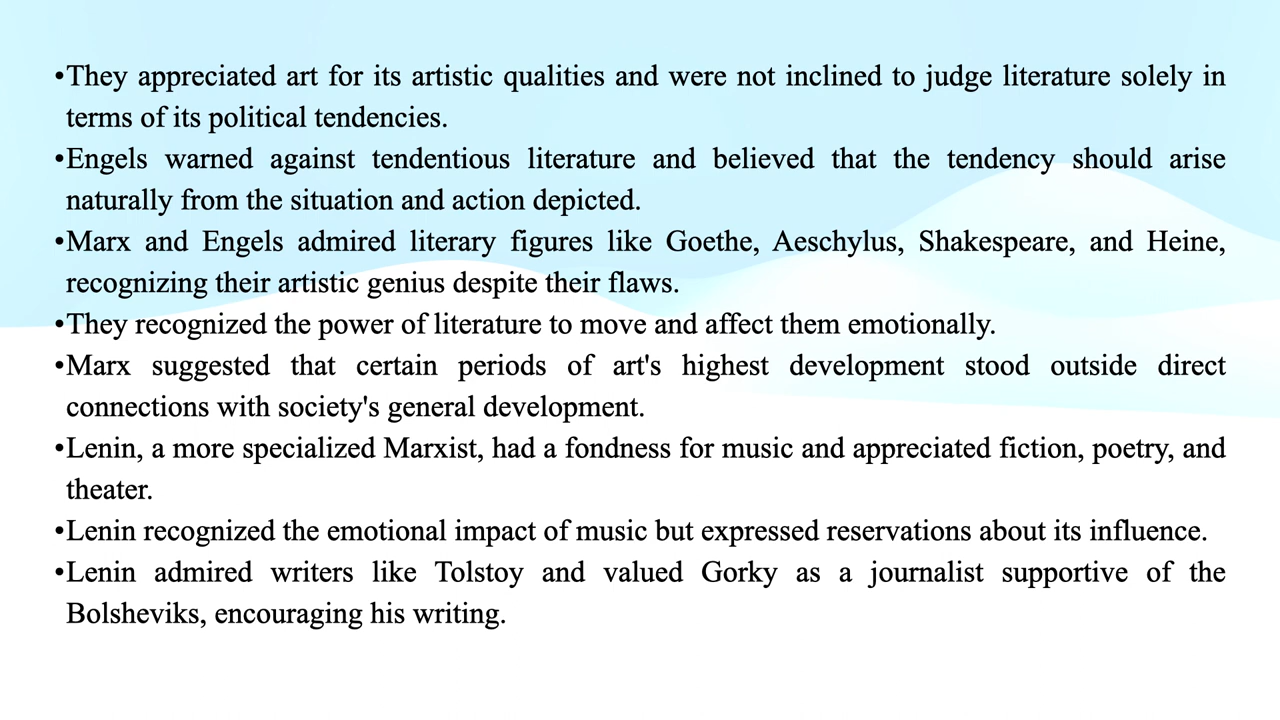 •They appreciated art for its artistic qualities and were not inclined to judge literature solely in
terms of its political tendencies.
•Engels warned against tendentious literature and believed that the tendency should arise
naturally from the situation and action depicted.
•Marx and Engels admired literary figures like Goethe, Aeschylus, Shakespeare, and Heine,
recognizing their artistic genius despite their flaws.
•They recognized the power of literature to move and affect them emotionally.
•Marx suggested that certain periods of art's highest development stood outside direct
connections with society's general development.
•Lenin, a more specialized Marxist, had a fondness for music and appreciated fiction, poetry, and
theater.
•Lenin recognized the emotional impact of music but expressed reservations about its influence.
•Lenin admired writers like Tolstoy and valued Gorky as a journalist supportive of the
Bolsheviks, encouraging his writing.